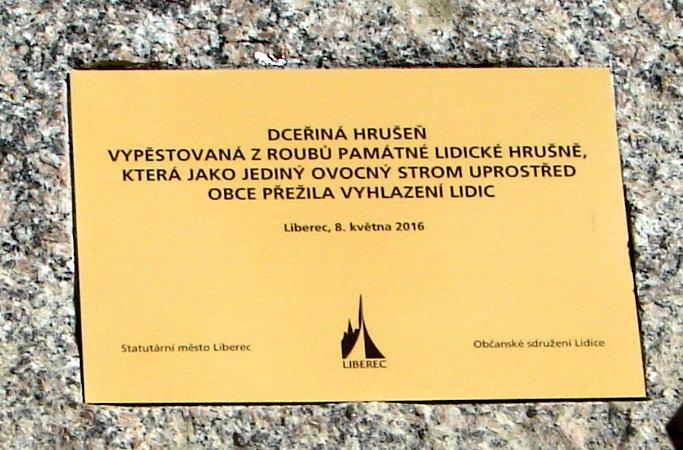 DCEŘINÁ HRUŠEŇ
VYPĚSTOVANÁ Z ROUBŮ PAMÁTNÉ LIDICKÉ HRUŠNĚ,
KTERÁ JAKO JEDINÝ OVOCNÝ STROM UPROSTŘED
OBCE PŘEŽILA VYHLAZENÍ LIDIC
Liberec, 8. května 2016
Statutární město Liberec
LIBEREC
Občanské sdružení Lidice